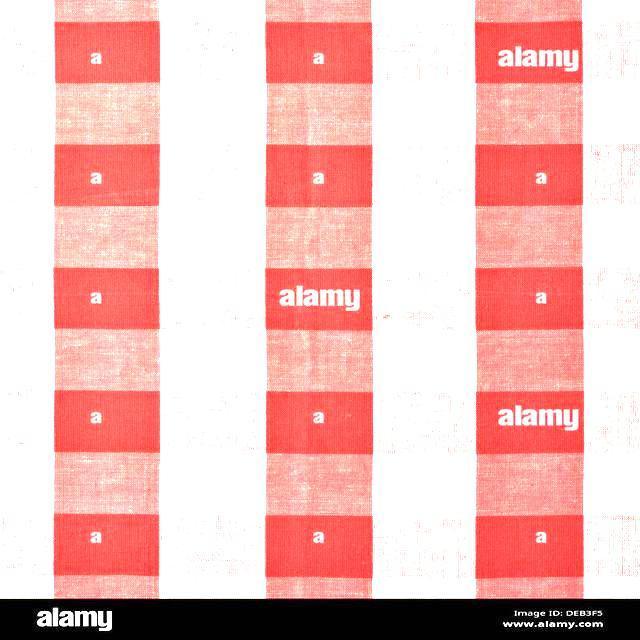 a a alamy
a a a
a alamy a
a a alamy
a a a
alamy
Image ID: DEB3F5
www.alamy.com